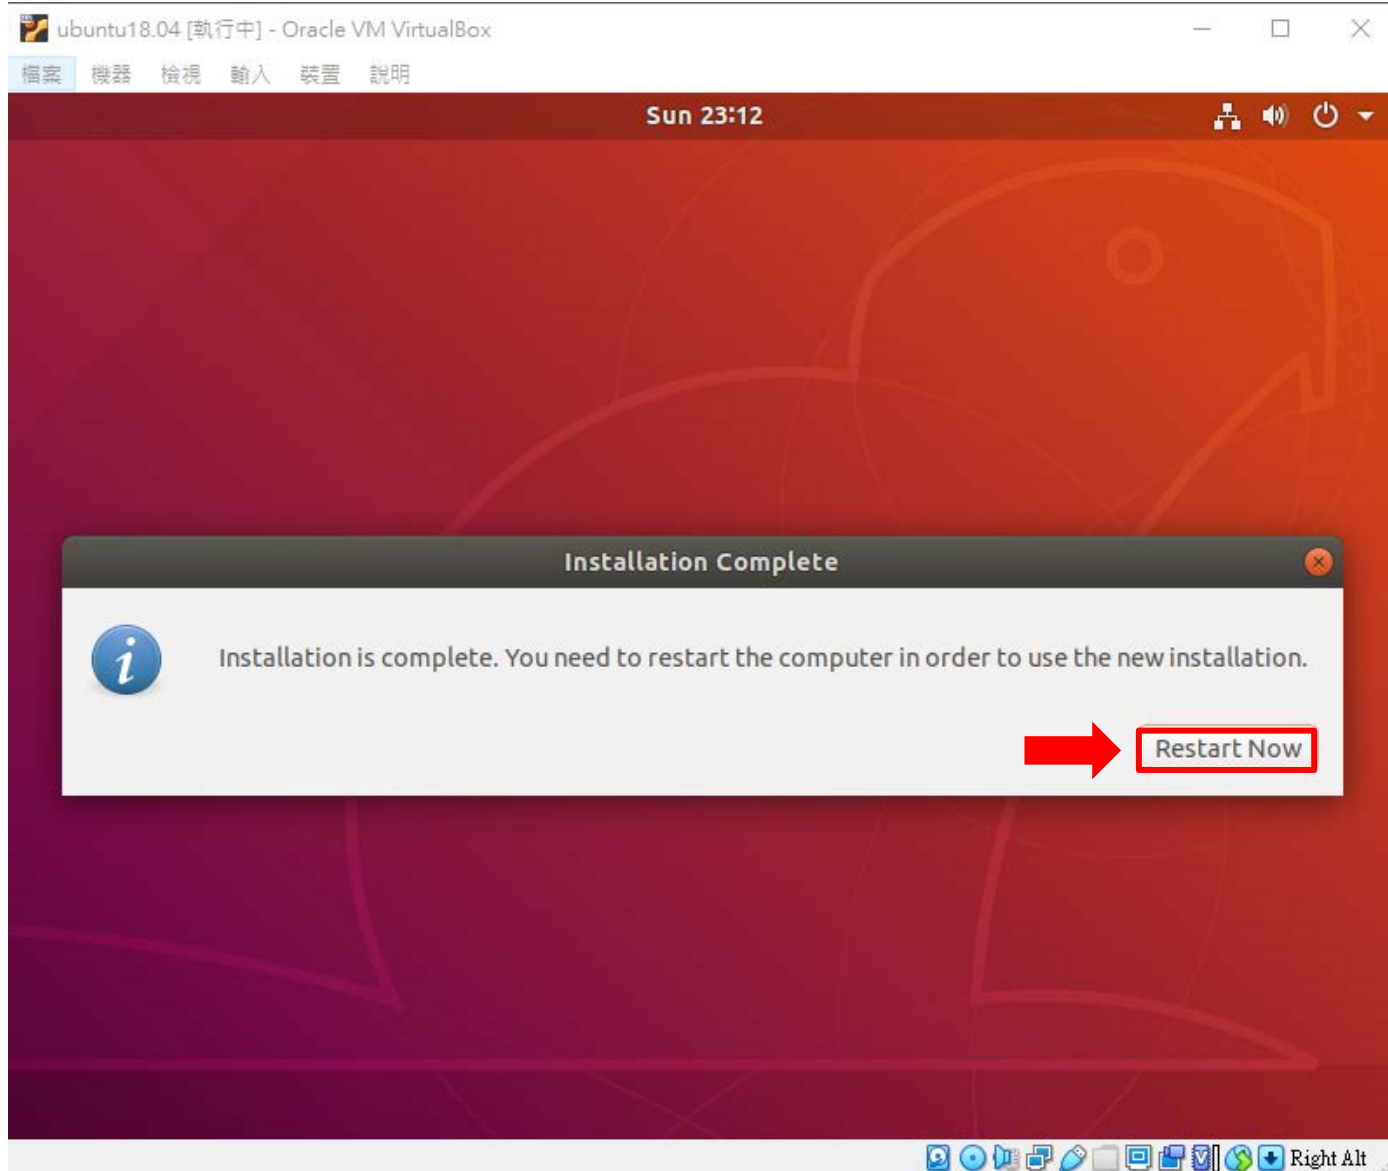 ubuntu18.04 [執行中] - Oracle VM VirtualBox
檔案 機器 檢視 輸入 裝置 說明
Sun 23:12
Installation Complete
Installation is complete. You need to restart the computer in order to use the new installation.
Restart Now
Right Alt